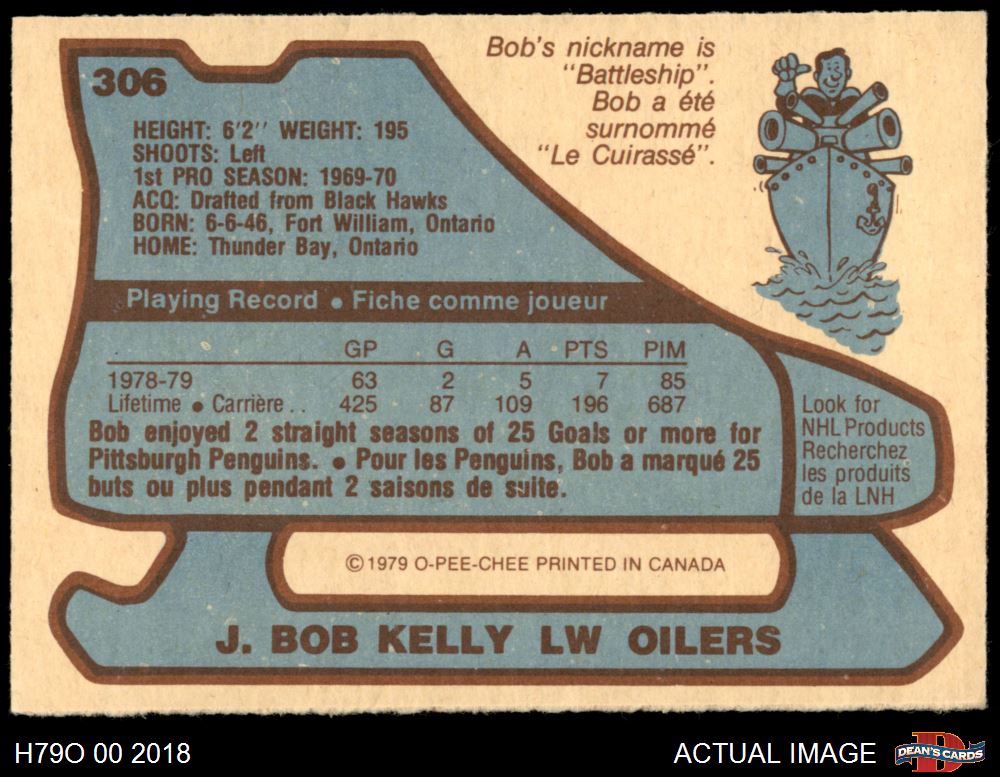 306
Bob's nickname is
"Battleship".
Bob a été
surnommé
"Le Cuirassé".
HEIGHT: 6'2'' WEIGHT: 195
SHOOTS: Left
1st PRO SEASON: 1969-70
ACQ: Drafted from Black Hawks
BORN: 6-6-46, Fort William, Ontario
HOME: Thunder Bay, Ontario
Playing Record ● Fiche comme joueur
GP G A PTS PIM
1978-79 63 2 5 7 85
Lifetime ● Carrière . . 425 87 109 196 687
Bob enjoyed 2 straight seasons of 25 Goals or more for
Pittsburgh Penguins. ● Pour les Penguins, Bob a marqué 25
buts ou plus pendant 2 saisons de suite.
Look for
NHL Products
Recherchez
les produits
de la LNH
© 1979 O-PEE-CHEE PRINTED IN CANADA
J. BOB KELLY LW OILERS
H79O 00 2018
ACTUAL IMAGE
DEAN'S CARDS